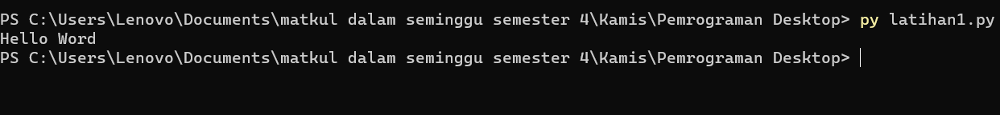 PS C:\Users\Lenovo\Documents\matkul dalam seminggu semester 4\Kamis\Pemrograman Desktop> py latihan1.py
Hello Word
PS C:\Users\Lenovo\Documents\matkul dalam seminggu semester 4\Kamis\Pemrograman Desktop>